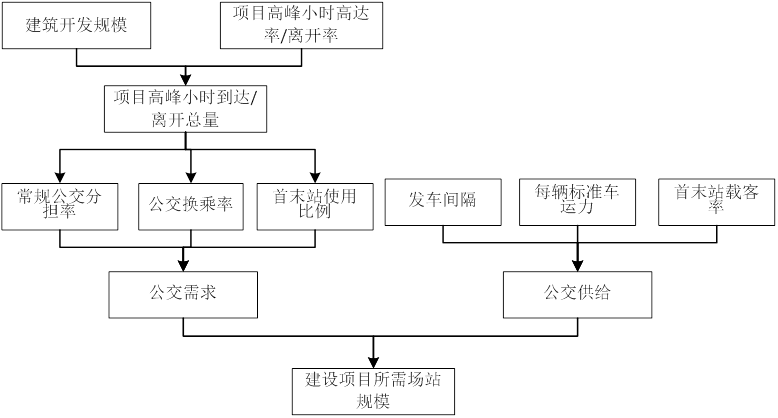 建筑开发规模
项目高峰小时高达
率/离开率
项目高峰小时到达/
离开总量
常规公交分
担率
公交换乘率
首末站使用
比例
发车间隔
每辆标准车
运力
首末站载客
率
公交需求
公交供给
建设项目所需场站
规模